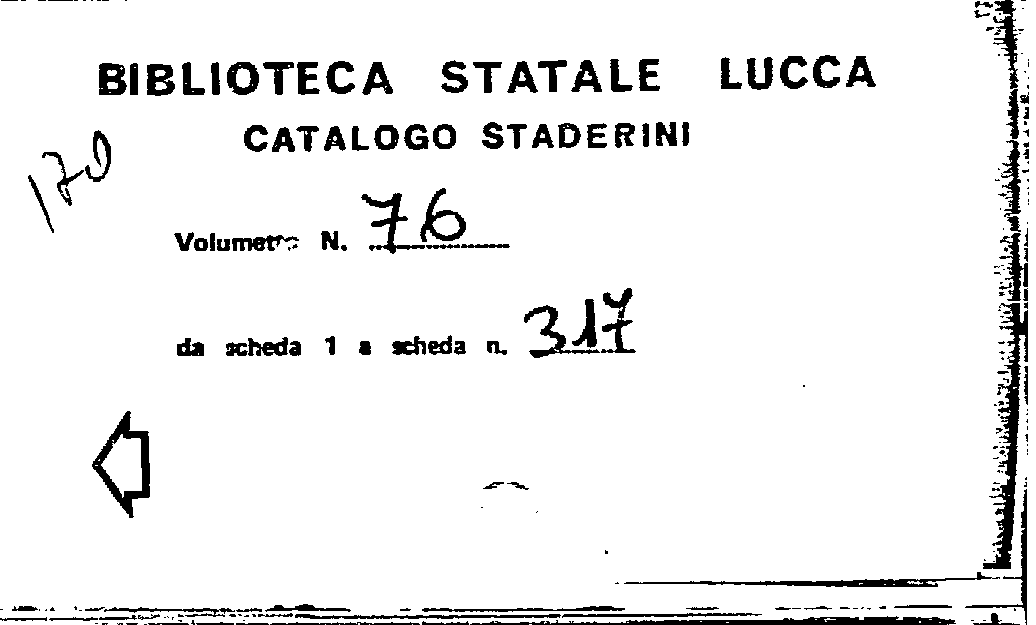 BIBLIOTECA STATALE LUCCA
CATALOGO STADERINI
170
Volumetto N. 76
da scheda 1 a scheda n. 317